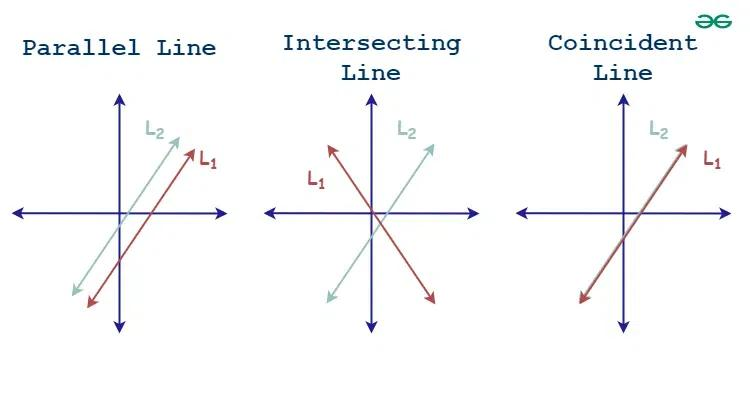 Parallel Line
Intersecting
Line
Coincident
Line
L₂
L₁
L₂
L₁
L₂
L₁